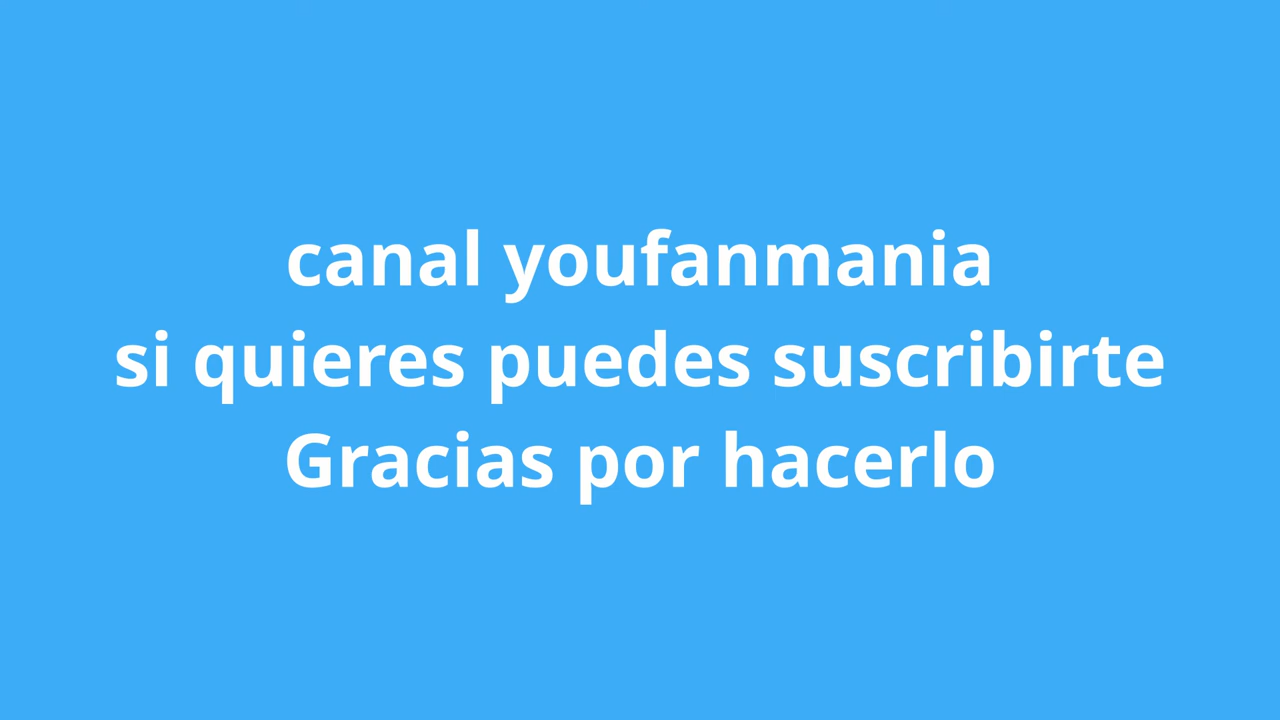 canal youfanmania
si quieres puedes suscribirte
Gracias por hacerlo